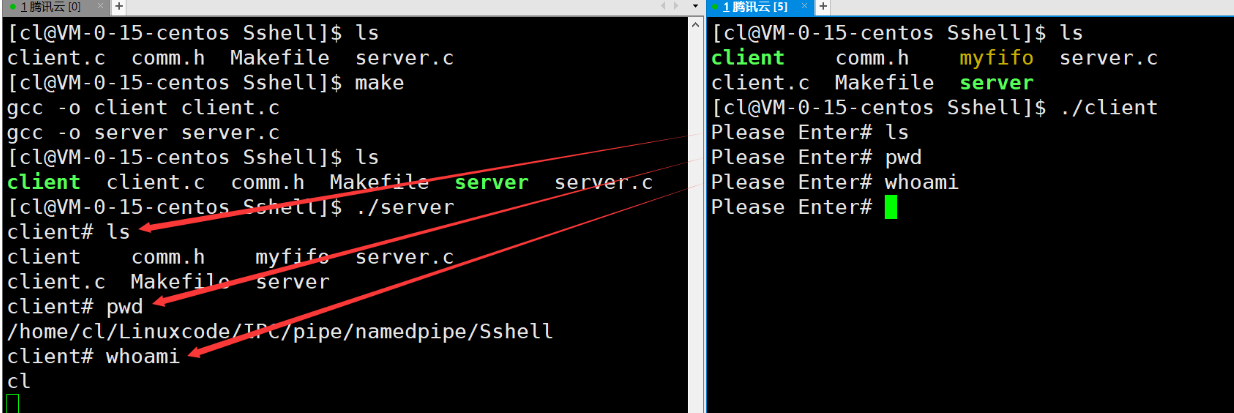 1 腾讯云 [0]
[cl@VM-0-15-centos Sshell]$ ls
client.c comm.h Makefile server.c
[cl@VM-0-15-centos Sshell]$ make
gcc -o client client.c
gcc -o server server.c
[cl@VM-0-15-centos Sshell]$ ls
client client.c comm.h Makefile server server.c
[cl@VM-0-15-centos Sshell]$ ./server
client# ls
client comm.h myfifo server.c
client.c Makefile server
client# pwd
/home/cl/Linuxcode/IPC/pipe/namedpipe/Sshell
client# whoami
cl
1 腾讯云 [5]
[cl@VM-0-15-centos Sshell]$ ls
client comm.h myfifo server.c
client.c Makefile server
[cl@VM-0-15-centos Sshell]$ ./client
Please Enter# ls
Please Enter# pwd
Please Enter# whoami
Please Enter#